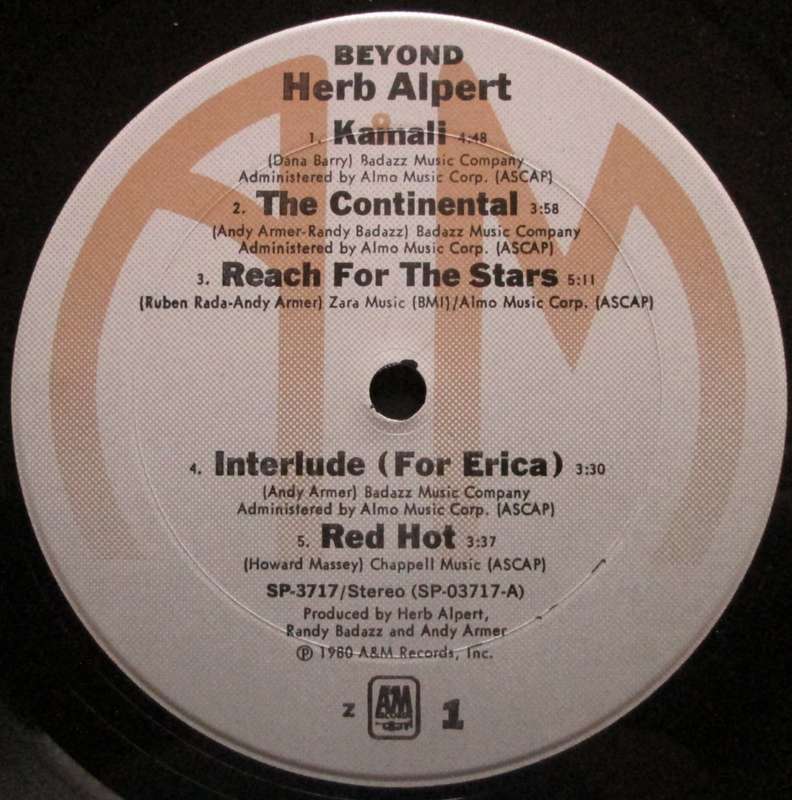 BEYOND
Herb Alpert
1. Kamali 4:48
(Dana Barry) Badazz Music Company
Administered by Almo Music Corp. (ASCAP)
2. The Continental 3:58
(Andy Armer-Randy Badazz) Badazz Music Company
Administered by Almo Music Corp. (ASCAP)
3. Reach For The Stars 5:11
(Ruben Rada-Andy Armer) Zara Music (BMI)/Almo Music Corp. (ASCAP)
4. Interlude (For Erica) 3:30
(Andy Armer) Badazz Music Company
Administered by Almo Music Corp. (ASCAP)
5. Red Hot 3:37
(Howard Massey) Chappell Music (ASCAP)
SP-3717/Stereo (SP-03717-A)
Produced by Herb Alpert,
Randy Badazz and Andy Armer
℗ 1980 A&M Records, Inc.
Z AM RECORDS 1